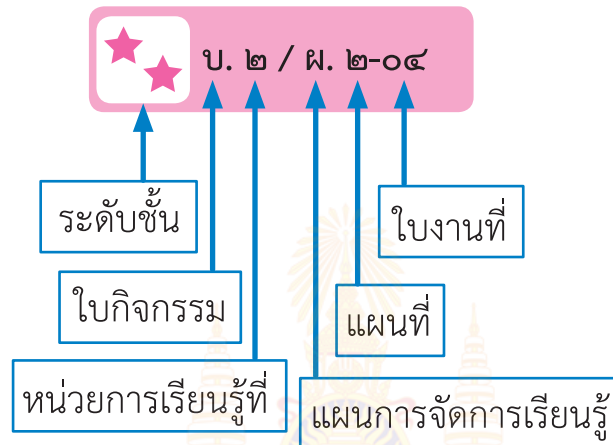 บ. ๒ / ผ. ๒-๐๔
ระดับชั้น
ใบงานที่
ใบกิจกรรม
แผนที่
หน่วยการเรียนรู้ที่
แผนการจัดการเรียนรู้